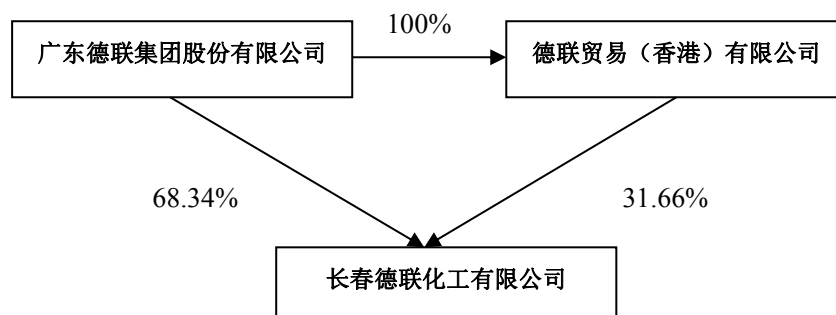 100%
广东德联集团股份有限公司
德联贸易（香港）有限公司
68.34%
31.66%
长春德联化工有限公司